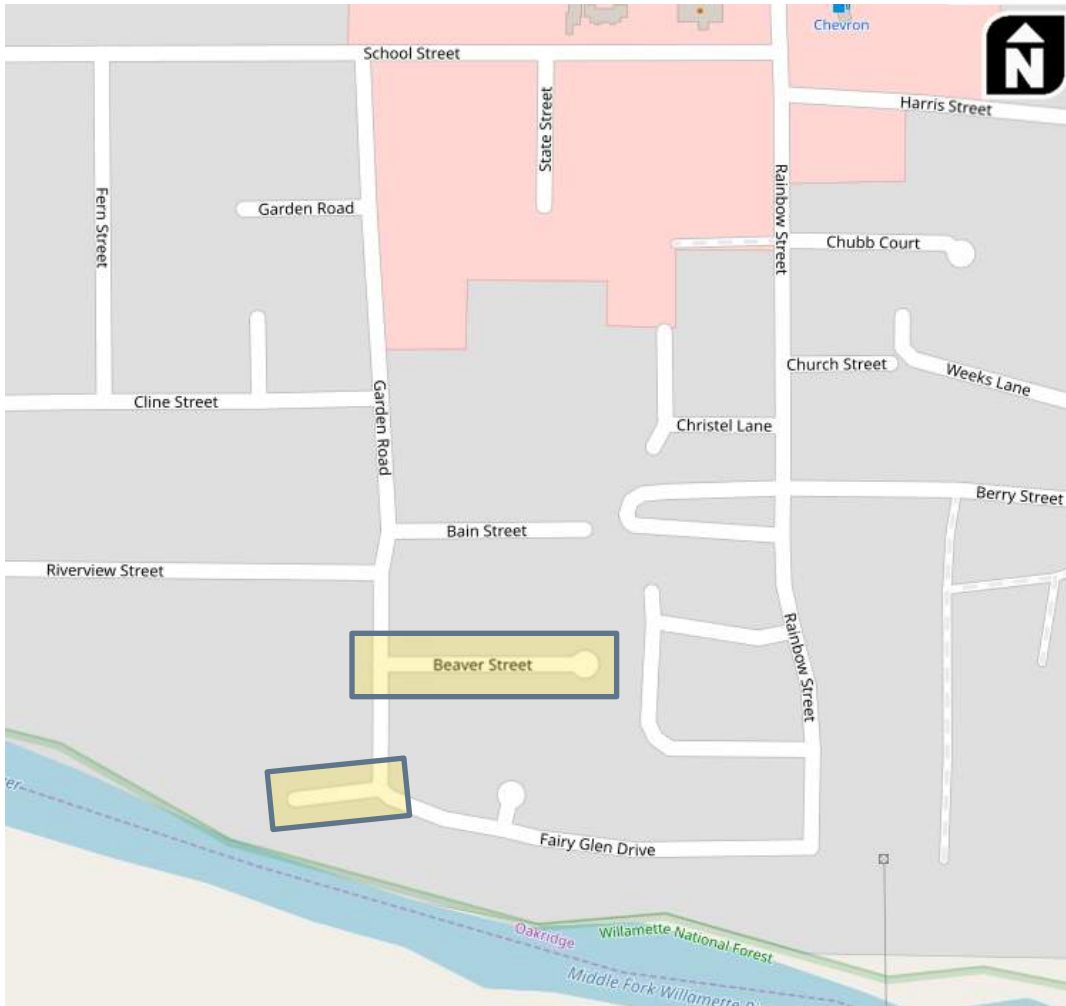 Chevron
N
School Street
Harris Street
State Street
Rainbow Street
Fern Street
Garden Road
Chubb Court
Church Street
Weeks Lane
Garden Road
Cline Street
Christel Lane
Berry Street
Bain Street
Riverview Street
Rainbow Street
Beaver Street
Fairy Glen Drive
Oakridge
Willamette National Forest
Middle Fork Willamette